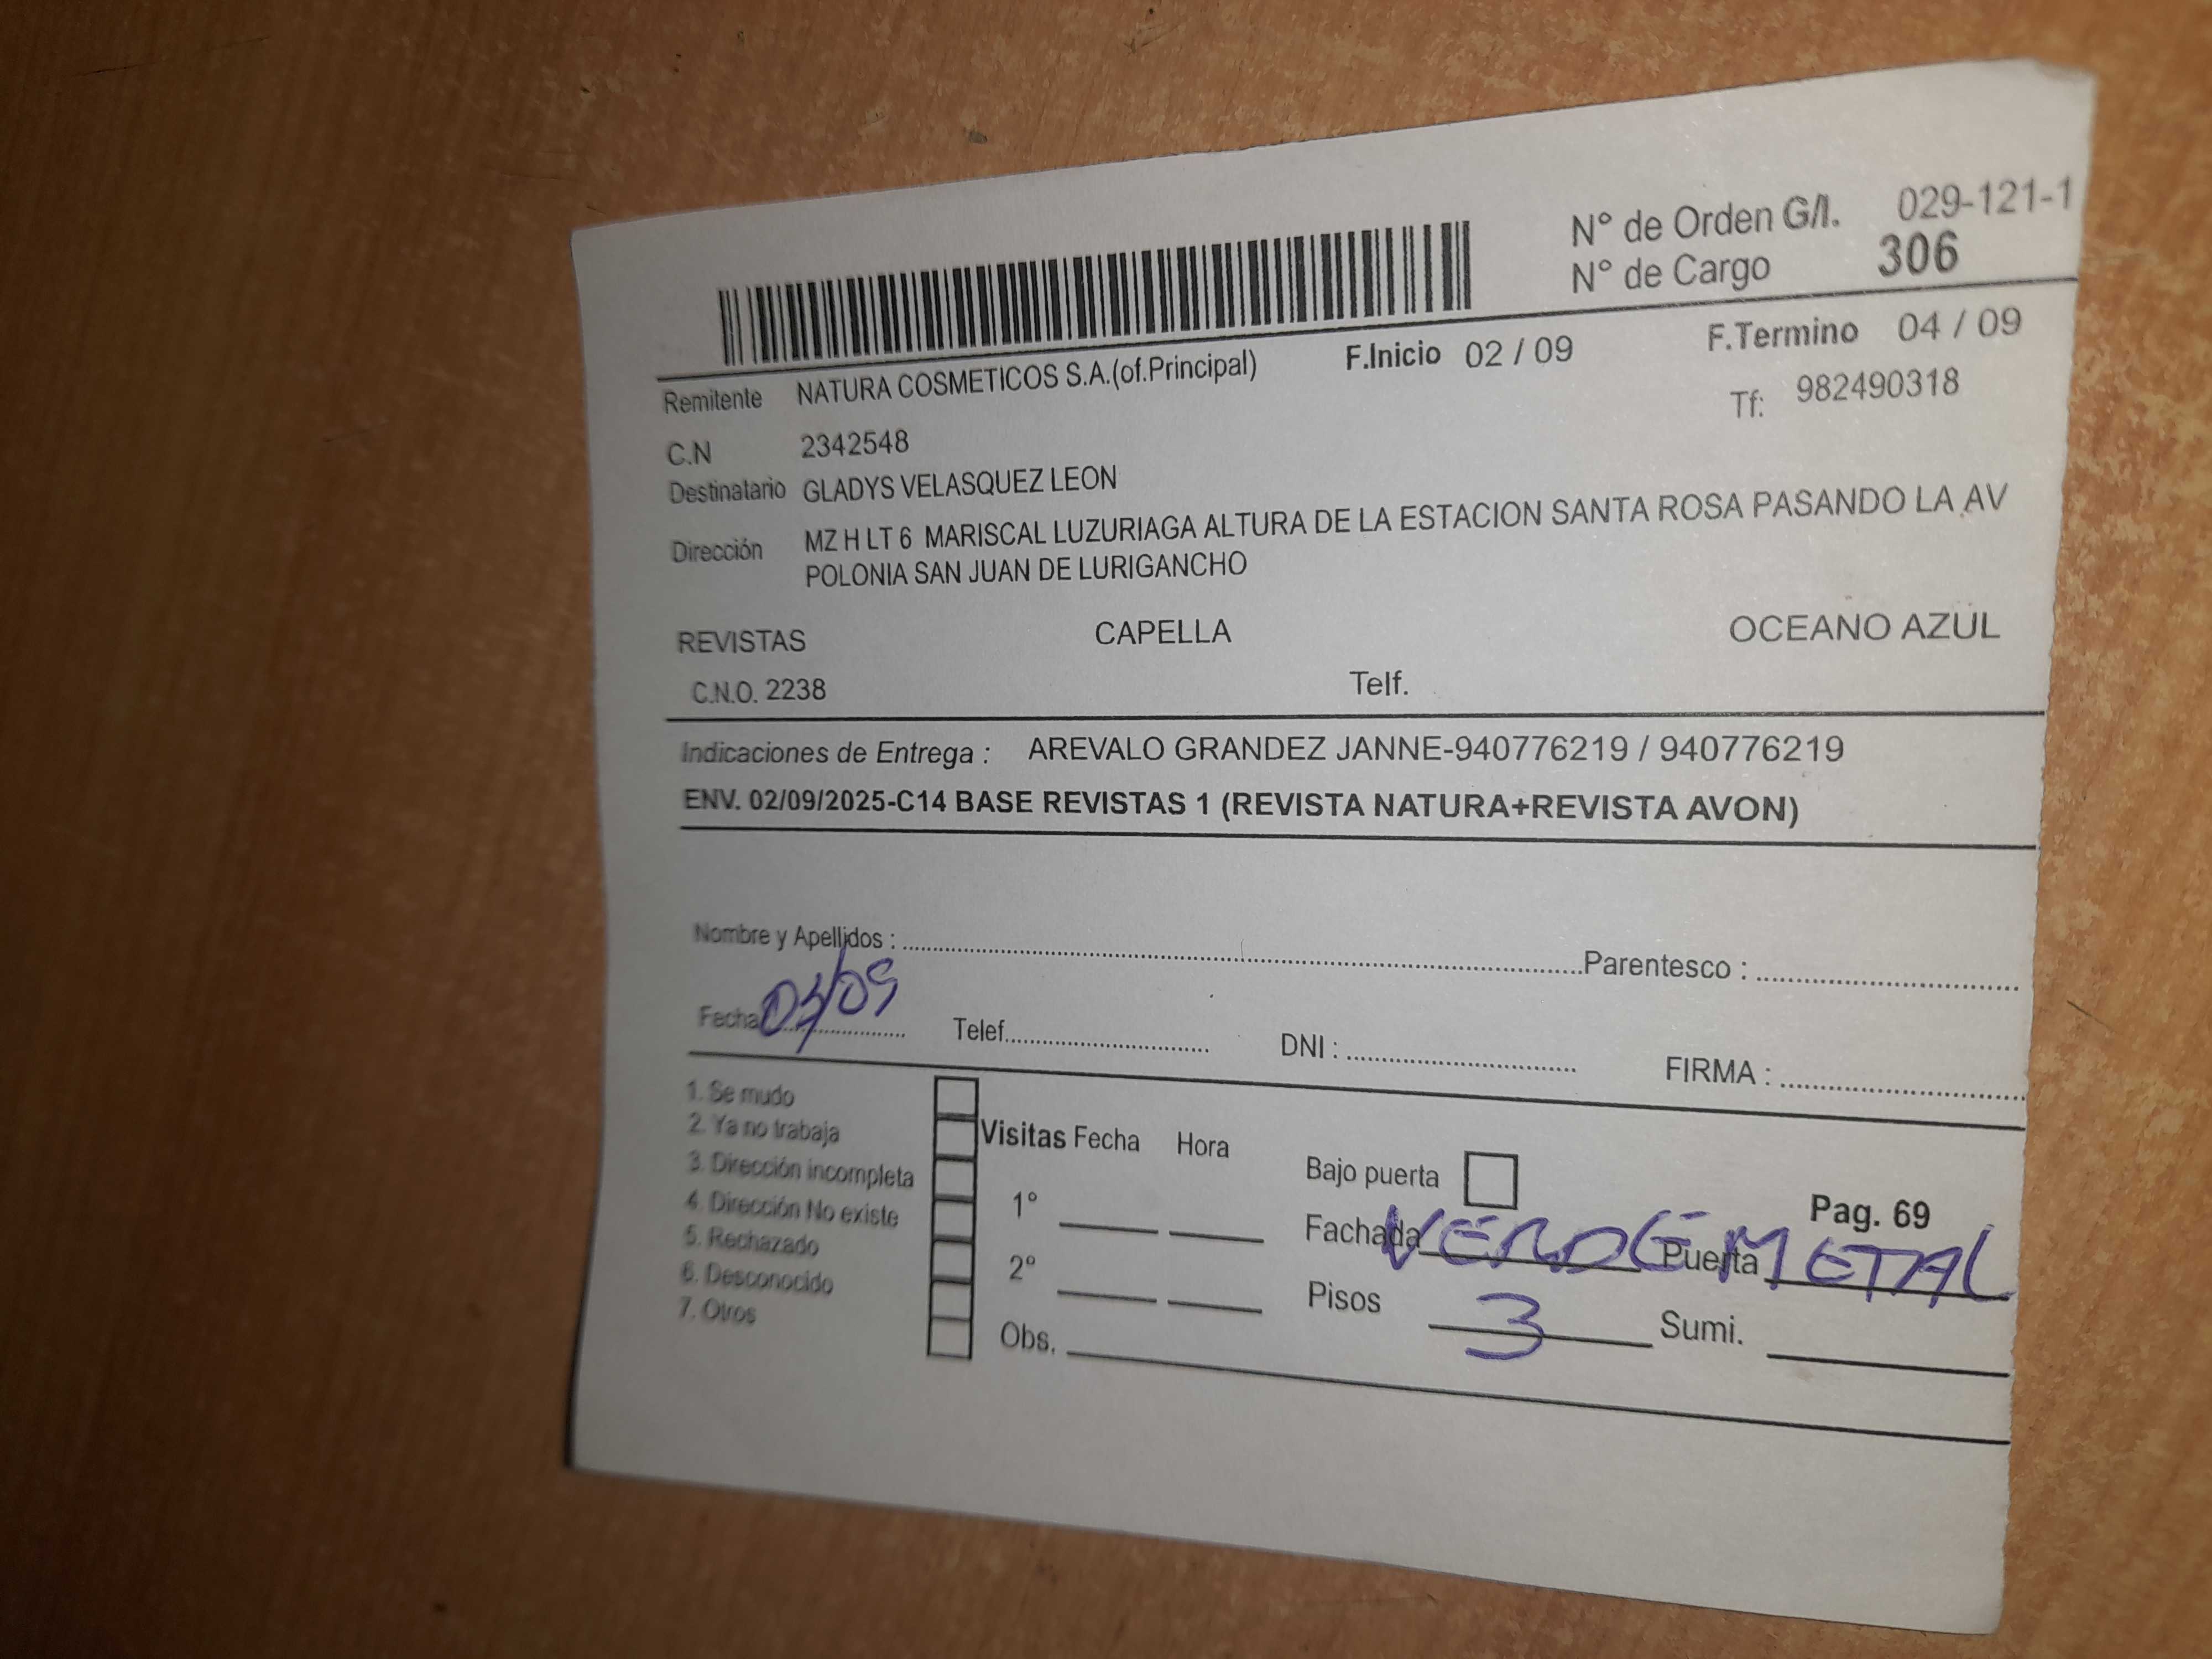 N° de Orden G/I. 029-121-1
N° de Cargo 306
Remitente NATURA COSMETICOS S.A.(of.Principal) F.Inicio 02 / 09 F.Termino 04 / 09
C.N 2342548 Tf: 982490318
Destinatario GLADYS VELASQUEZ LEON
Dirección MZ H LT 6 MARISCAL LUZURIAGA ALTURA DE LA ESTACION SANTA ROSA PASANDO LA AV
POLONIA SAN JUAN DE LURIGANCHO
REVISTAS CAPELLA OCEANO AZUL
C.N.O. 2238 Telf.
Indicaciones de Entrega : AREVALO GRANDEZ JANNE-940776219 / 940776219
ENV. 02/09/2025-C14 BASE REVISTAS 1 (REVISTA NATURA+REVISTA AVON)
Nombre y Apellidos : Parentesco :
Fecha Telef. DNI : FIRMA :
1. Se mudo
2. Ya no trabaja Visitas Fecha Hora
3. Dirección incompleta Bajo puerta
4. Dirección No existe 1° Pag. 69
5. Rechazado Fachada VERDE Puerta METAL
6. Desconocido 2° Pisos 3 Sumi.
7. Otros Obs.